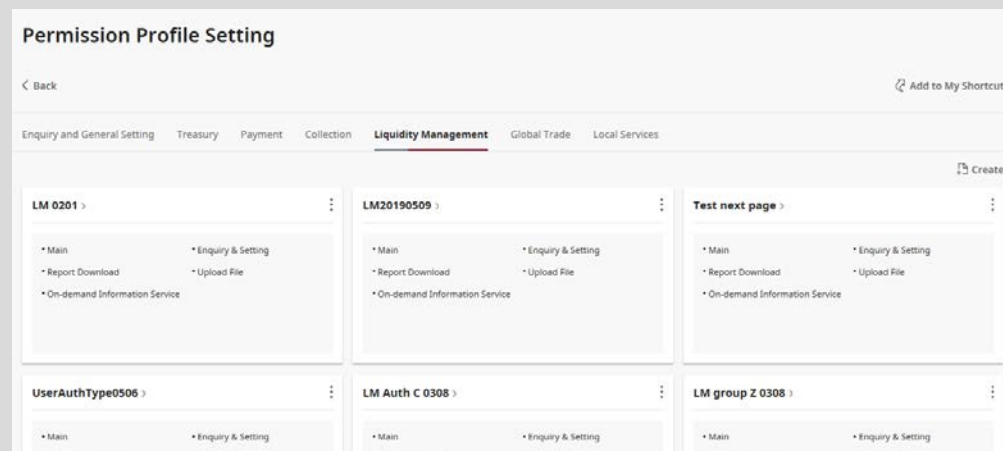 Permission Profile Setting
Back
Add to My Shortcut
Enquiry and General Setting Treasury Payment Collection Liquidity Management Global Trade Local Services
Create
LM 0201 LM20190509 Test next page
• Main • Enquiry & Setting • Main • Enquiry & Setting • Main • Enquiry & Setting
• Report Download • Upload File • Report Download • Upload File • Report Download • Upload File
• On-demand Information Service • On-demand Information Service • On-demand Information Service
UserAuthType0506 LM Auth C 0308 LM group Z 0308
• Main • Enquiry & Setting • Main • Enquiry & Setting • Main • Enquiry & Setting